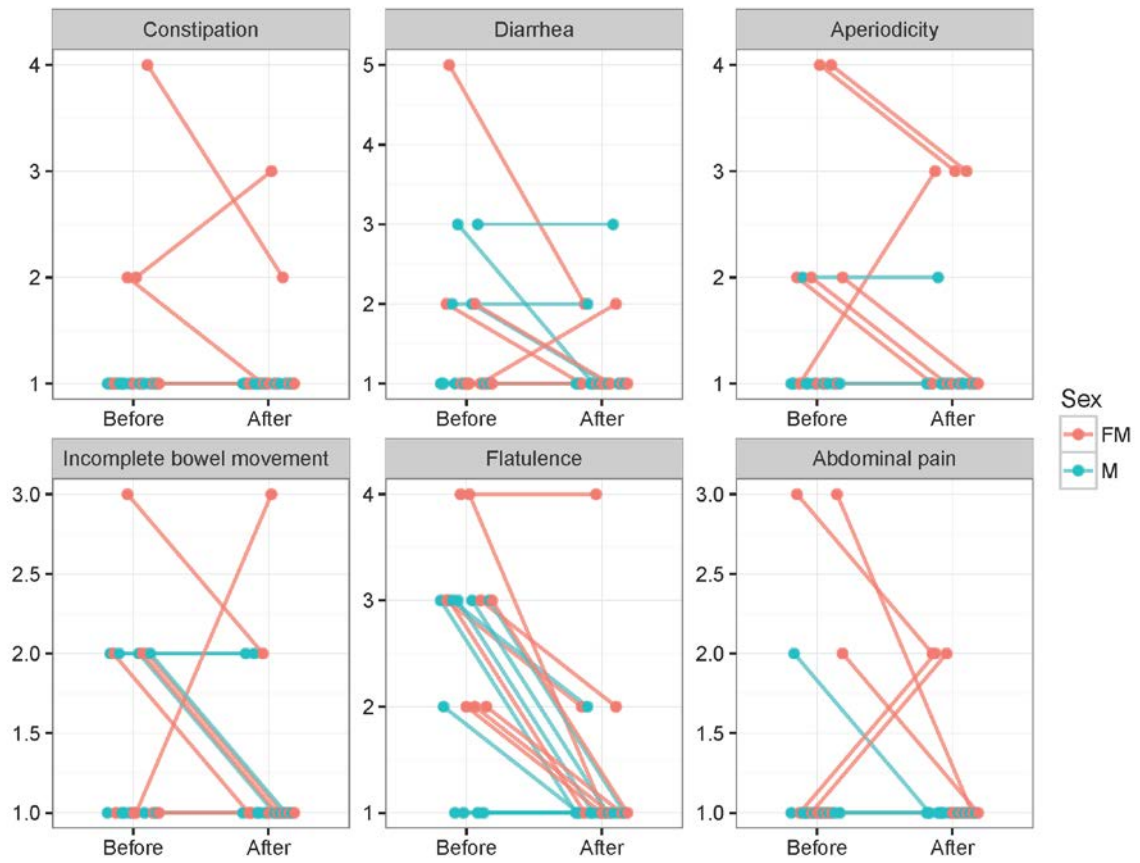 Constipation
Diarrhea
Aperiodicity
4
3
2
1
5
4
3
2
1
4
3
2
1
Before
After
Before
After
Before
After
Sex
FM
M
Incomplete bowel movement
Flatulence
Abdominal pain
3.0
2.5
2.0
1.5
1.0
4
3
2
1
3.0
2.5
2.0
1.5
1.0
Before
After
Before
After
Before
After